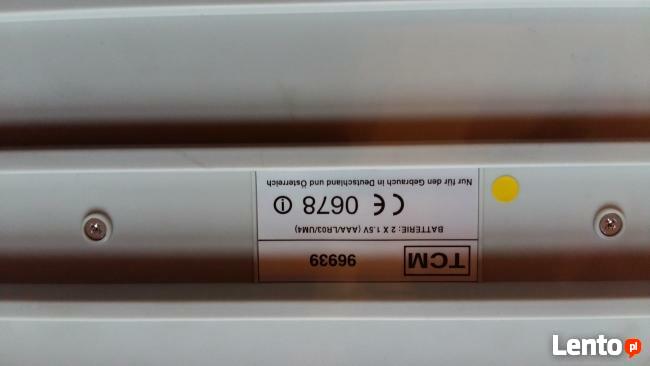 TCM 96939
BATTERIE: 2 X 1.5V (AAA/LR03/UM4)
CE 0678
Nur für den Gebrauch in Deutschland und Österreich
Lento pl